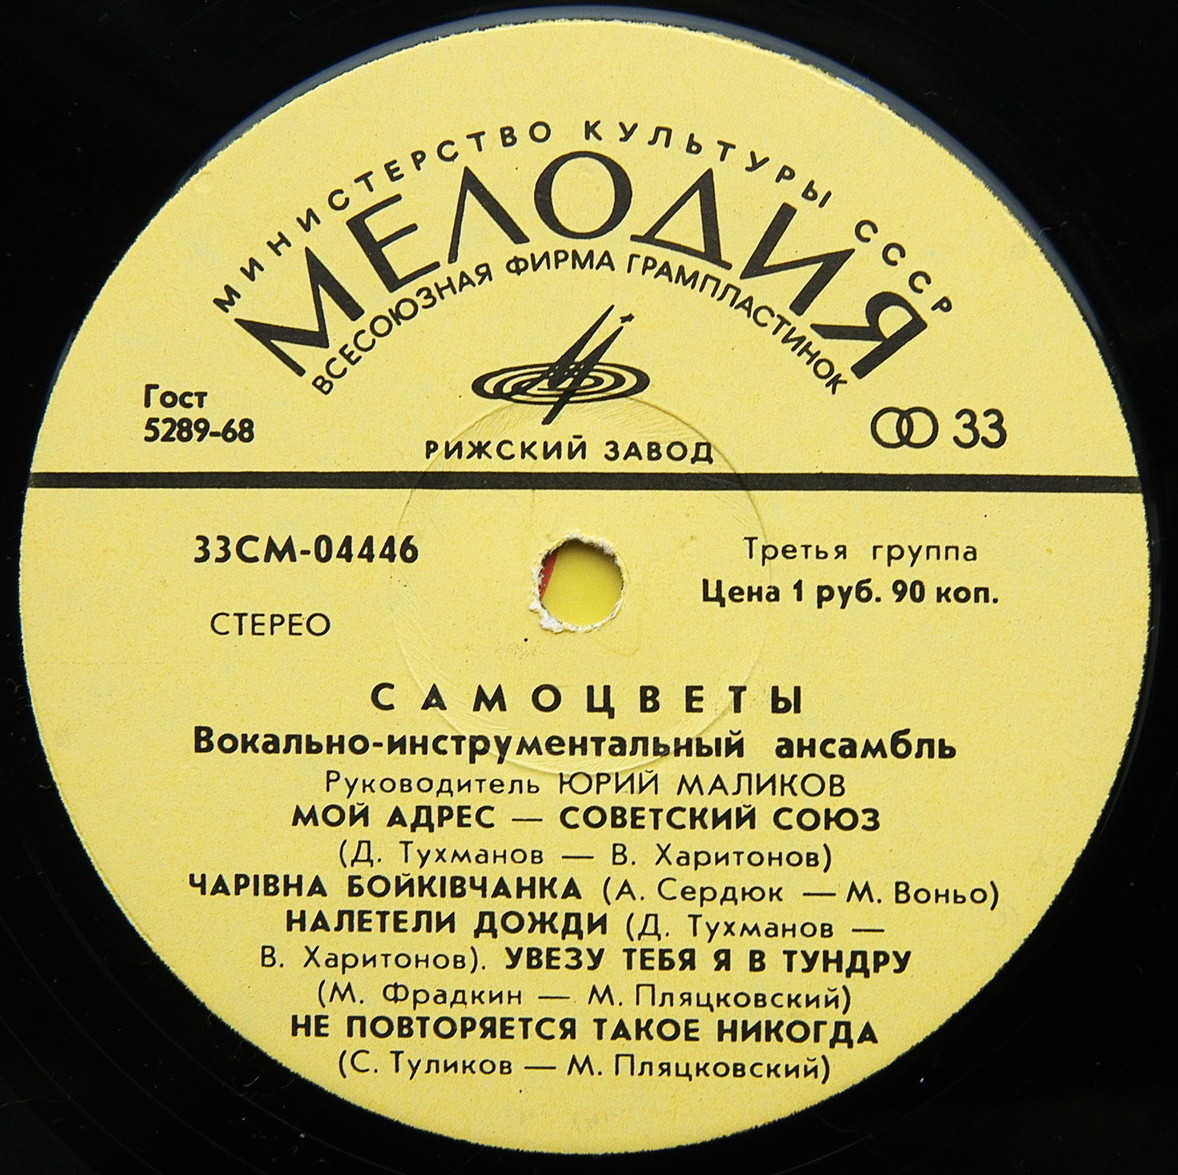 МИНИСТЕРСТВО КУЛЬТУРЫ СССР
МЕЛОДИЯ
ВСЕСОЮЗНАЯ ФИРМА ГРАМПЛАСТИНОК
Гост
5289-68
33
РИЖСКИЙ ЗАВОД
33СМ-04446
Третья группа
Цена 1 руб. 90 коп.
СТЕРЕО
САМОЦВЕТЫ
Вокально-инструментальный ансамбль
Руководитель ЮРИЙ МАЛИКОВ
МОЙ АДРЕС — СОВЕТСКИЙ СОЮЗ
(Д. Тухманов — В. Харитонов)
ЧАРІВНА БОЙКІВЧАНКА (А. Сердюк — М. Воньо)
НАЛЕТЕЛИ ДОЖДИ (Д. Тухманов —
В. Харитонов). УВЕЗУ ТЕБЯ Я В ТУНДРУ
(М. Фрадкин — М. Пляцковский)
НЕ ПОВТОРЯЕТСЯ ТАКОЕ НИКОГДА
(С. Туликов — М. Пляцковский)